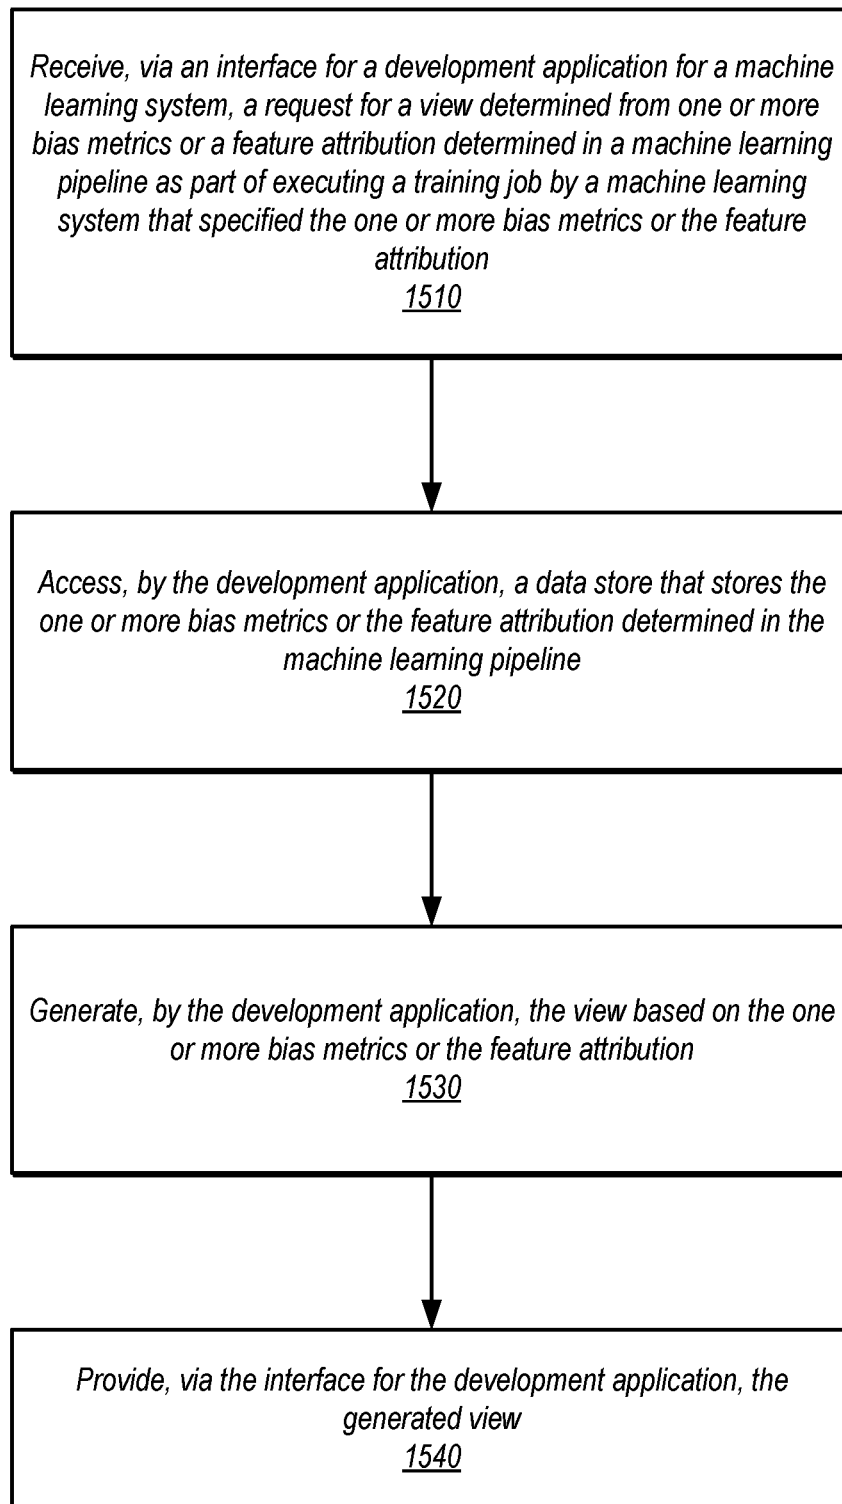 Receive, via an interface for a development application for a machine
learning system, a request for a view determined from one or more
bias metrics or a feature attribution determined in a machine learning
pipeline as part of executing a training job by a machine learning
system that specified the one or more bias metrics or the feature
attribution
1510
Access, by the development application, a data store that stores the
one or more bias metrics or the feature attribution determined in the
machine learning pipeline
1520
Generate, by the development application, the view based on the one
or more bias metrics or the feature attribution
1530
Provide, via the interface for the development application, the
generated view
1540